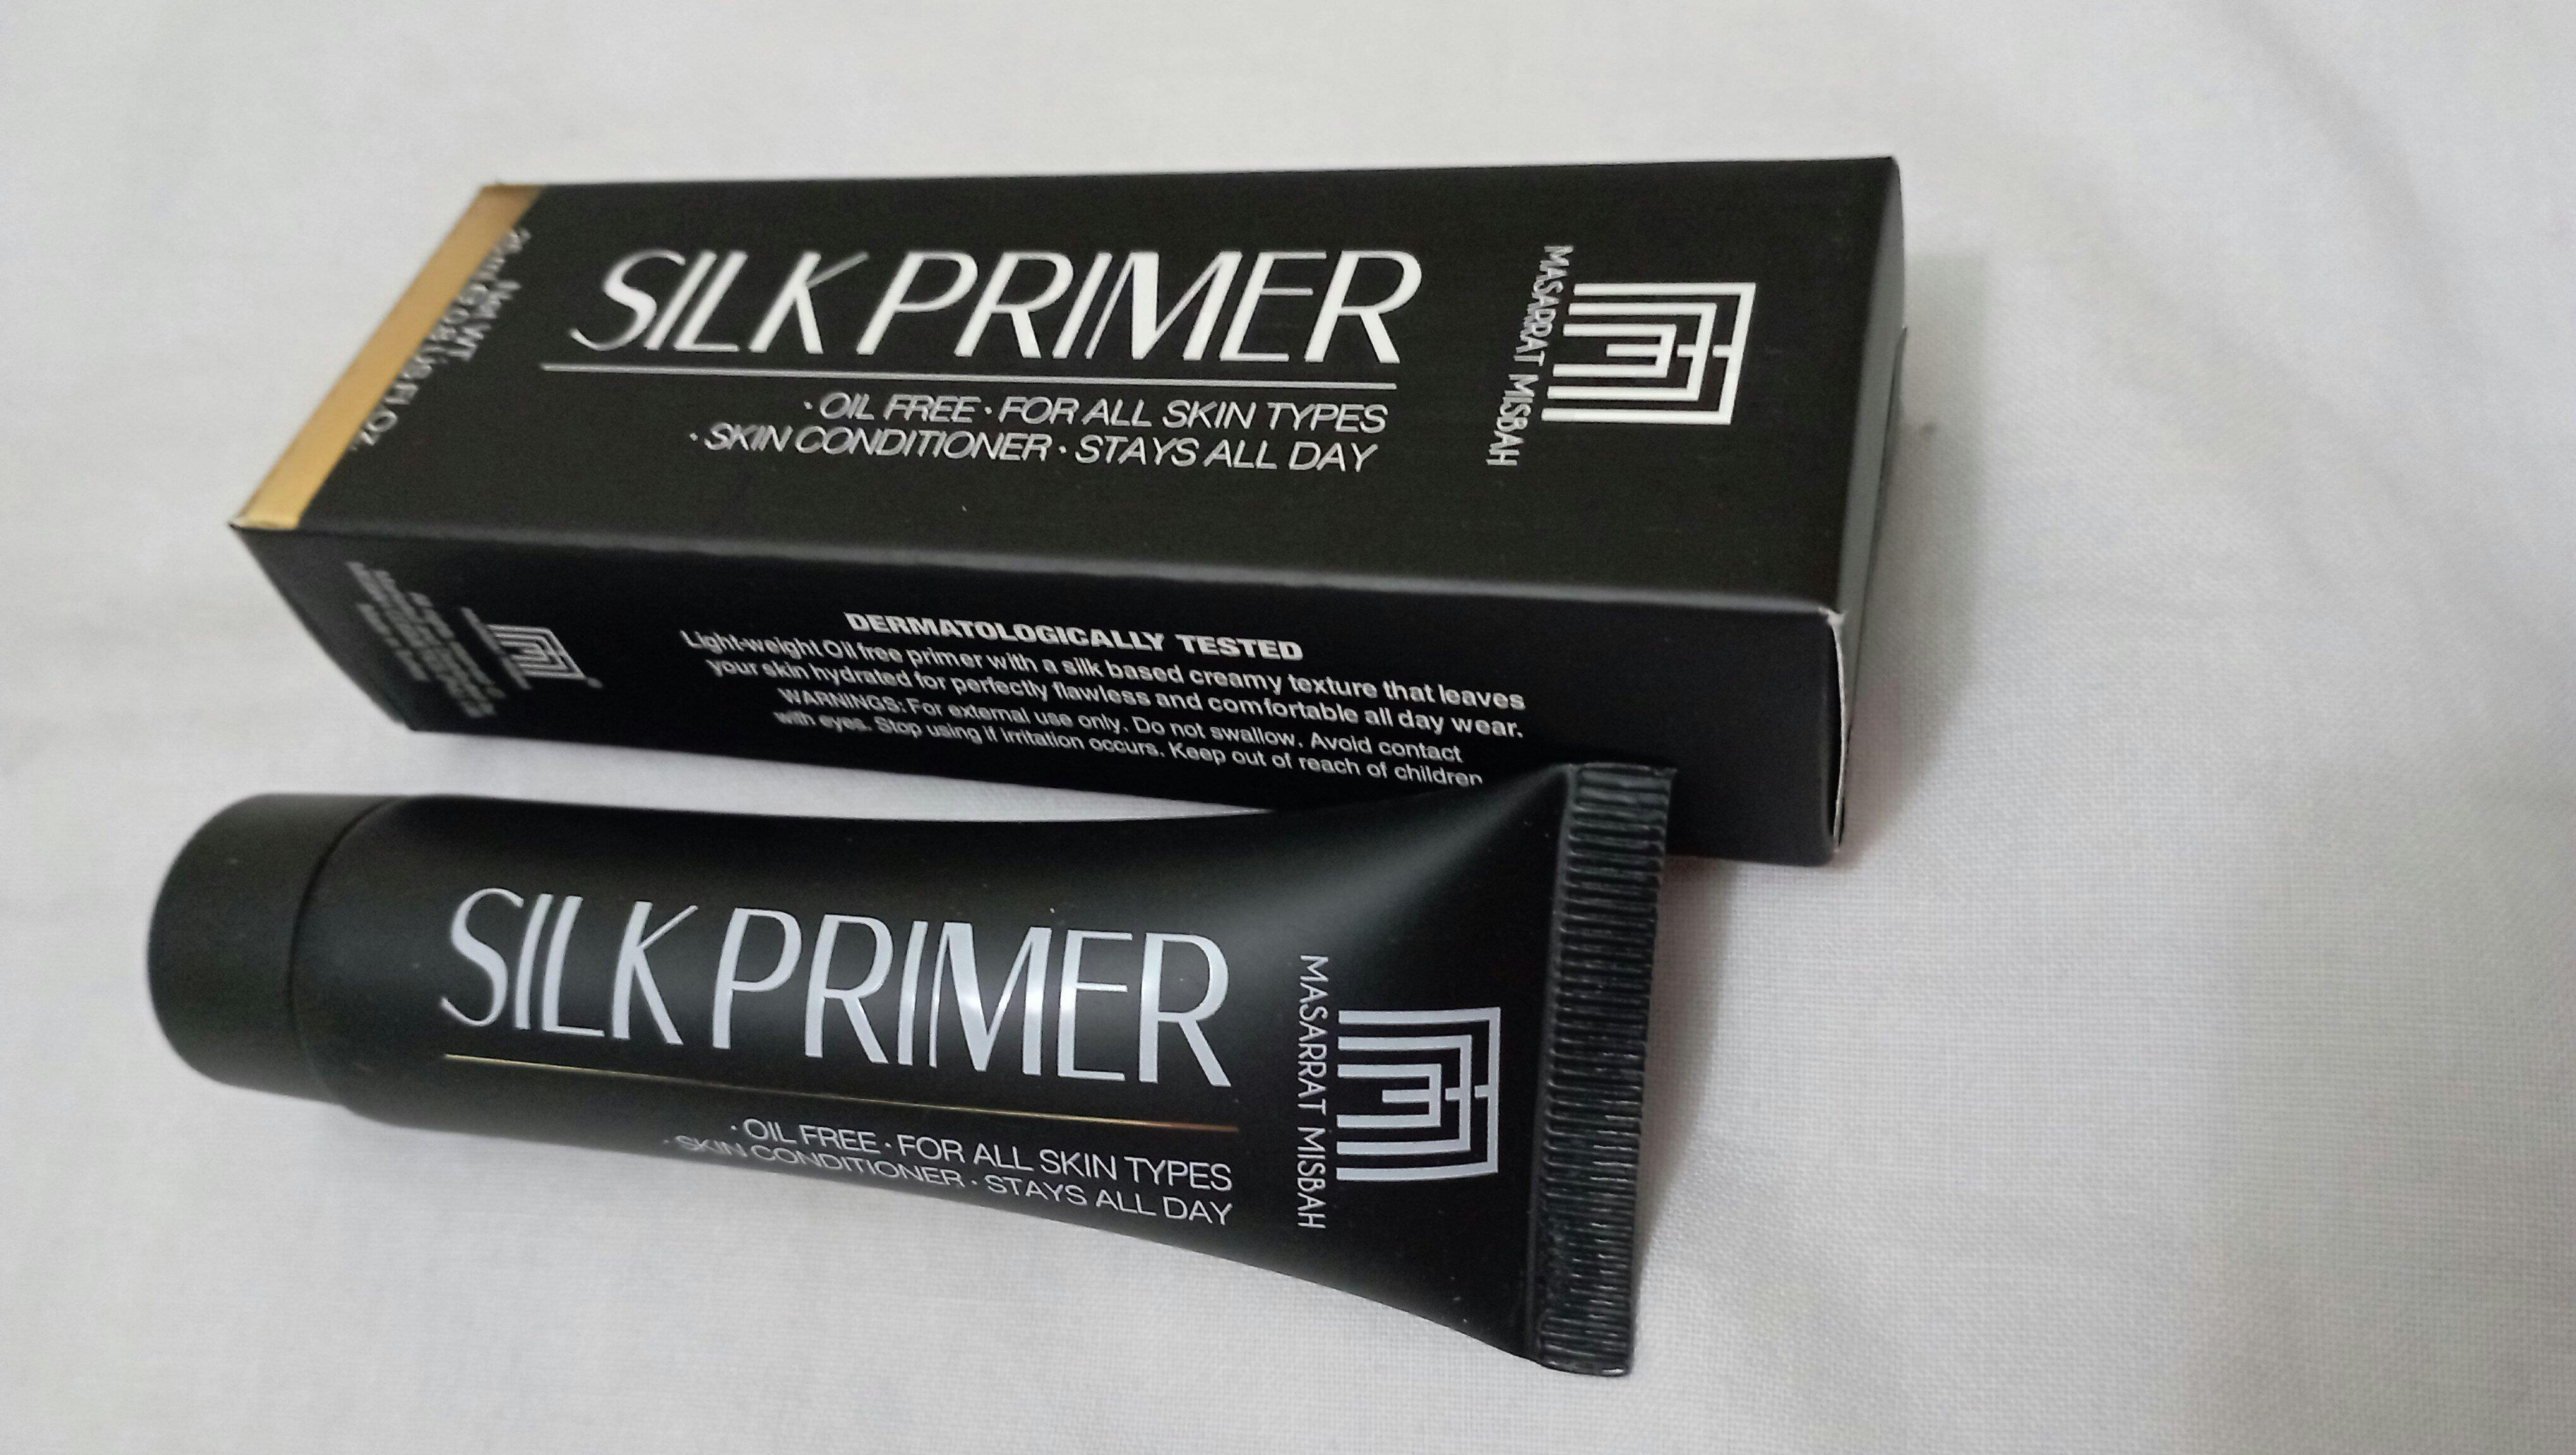 SILK PRIMER
· OIL FREE · FOR ALL SKIN TYPES
· SKIN CONDITIONER · STAYS ALL DAY
MASARRAT MISBAH
DERMATOLOGICALLY TESTED
Light-weight Oil free primer with a silk based creamy texture that leaves
your skin hydrated for perfectly flawless and comfortable all day wear.
WARNINGS: For external use only. Do not swallow. Avoid contact
with eyes. Stop using if irritation occurs. Keep out of reach of children
SILK PRIMER
· OIL FREE · FOR ALL SKIN TYPES
· SKIN CONDITIONER · STAYS ALL DAY
MASARRAT MISBAH